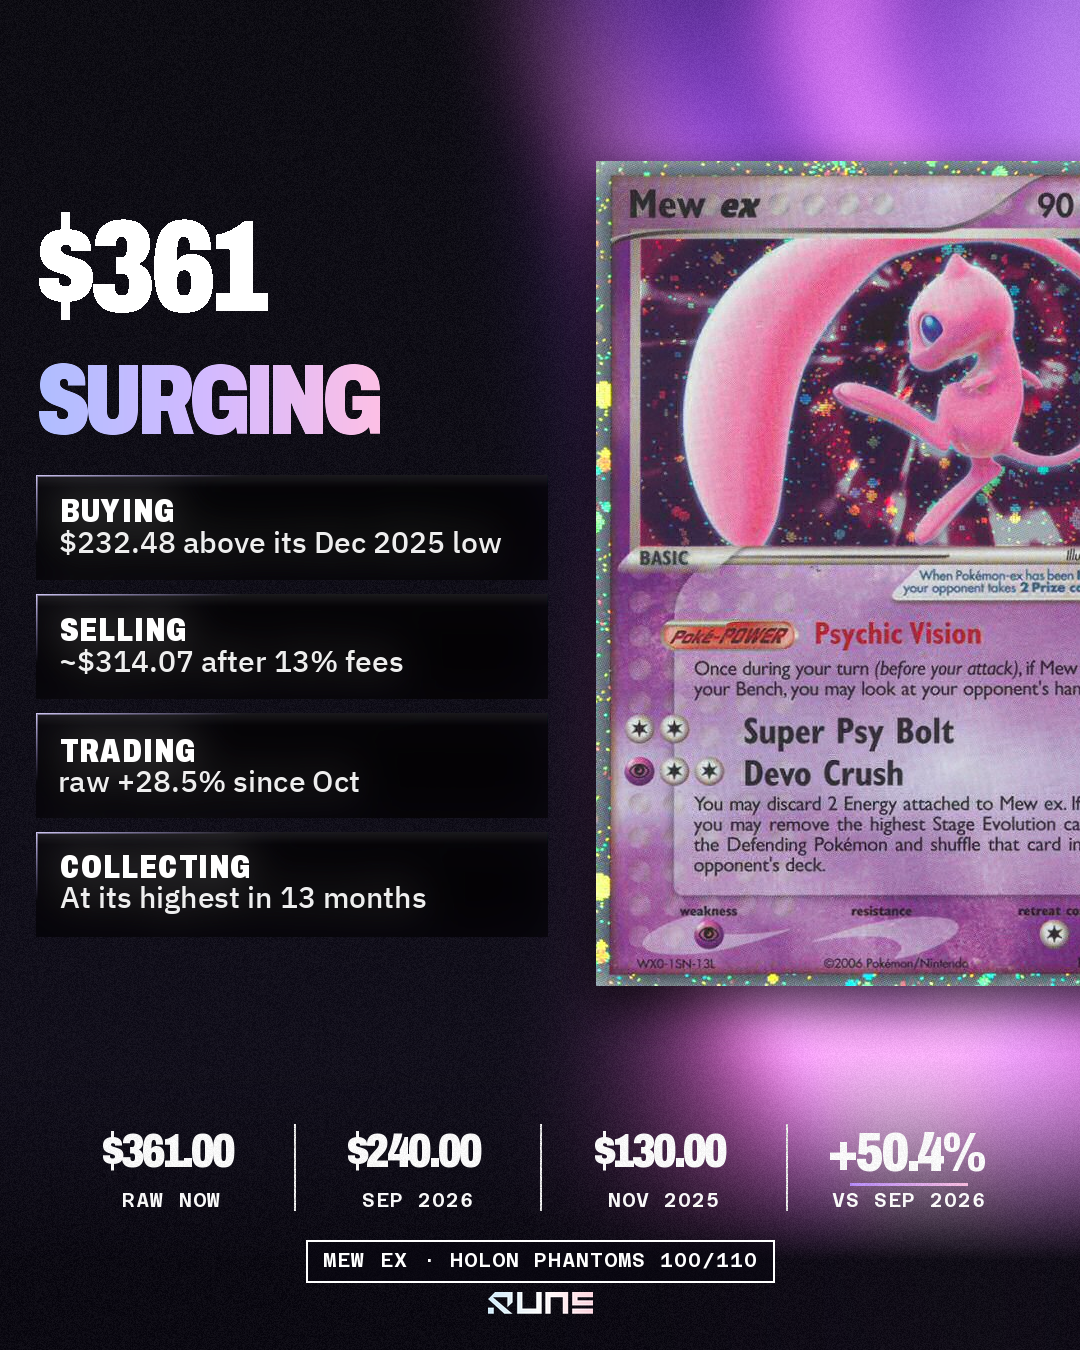 $361
SURGING
BUYING
$232.48 above its Dec 2025 low
SELLING
~$314.07 after 13% fees
TRADING
raw +28.5% since Oct
COLLECTING
At its highest in 13 months
Mew ex 90
BASIC
When Pokémon-ex has been
your opponent takes 2 Prize
Poké-POWER Psychic Vision
Once during your turn (before your attack), if Mew
your Bench, you may look at your opponent's
Super Psy Bolt
Devo Crush
You may discard 2 Energy attached to Mew ex. If
you may remove the highest Stage Evolution
the Defending Pokémon and shuffle that card
opponent's deck.
weakness resistance retreat
WX0-1SN-13L ©2006 Pokémon/Nintendo
$361.00 $240.00 $130.00 +50.4%
RAW NOW SEP 2026 NOV 2025 VS SEP 2026
MEW EX · HOLON PHANTOMS 100/110
RUNE